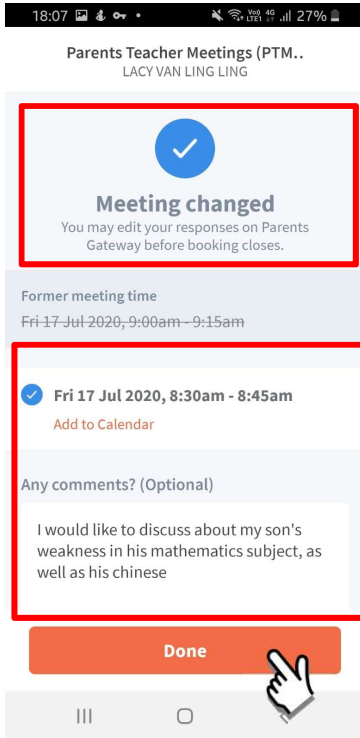 18:07 Vo)) LTE1 4G 27%
Parents Teacher Meetings (PTM..
LACY VAN LING LING
Meeting changed
You may edit your responses on Parents
Gateway before booking closes.
Former meeting time
Fri 17 Jul 2020, 9:00am - 9:15am
Fri 17 Jul 2020, 8:30am - 8:45am
Add to Calendar
Any comments? (Optional)
I would like to discuss about my son's
weakness in his mathematics subject, as
well as his chinese
Done